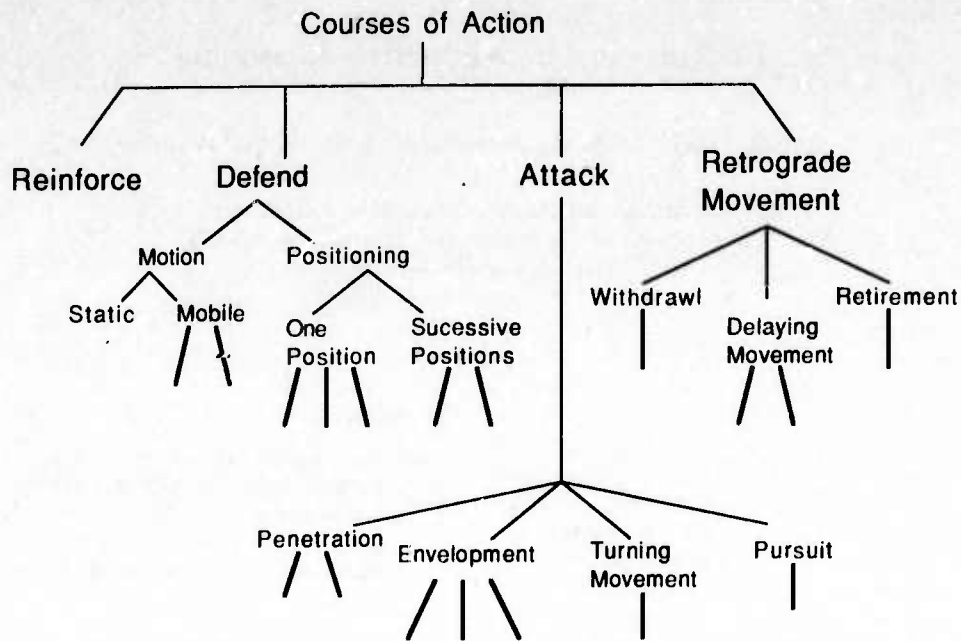 Courses of Action
Reinforce
Defend
Attack
Retrograde
Movement
Motion
Positioning
Static
Mobile
One
Position
Sucessive
Positions
Withdrawl
Delaying
Movement
Retirement
Penetration
Envelopment
Turning
Movement
Pursuit